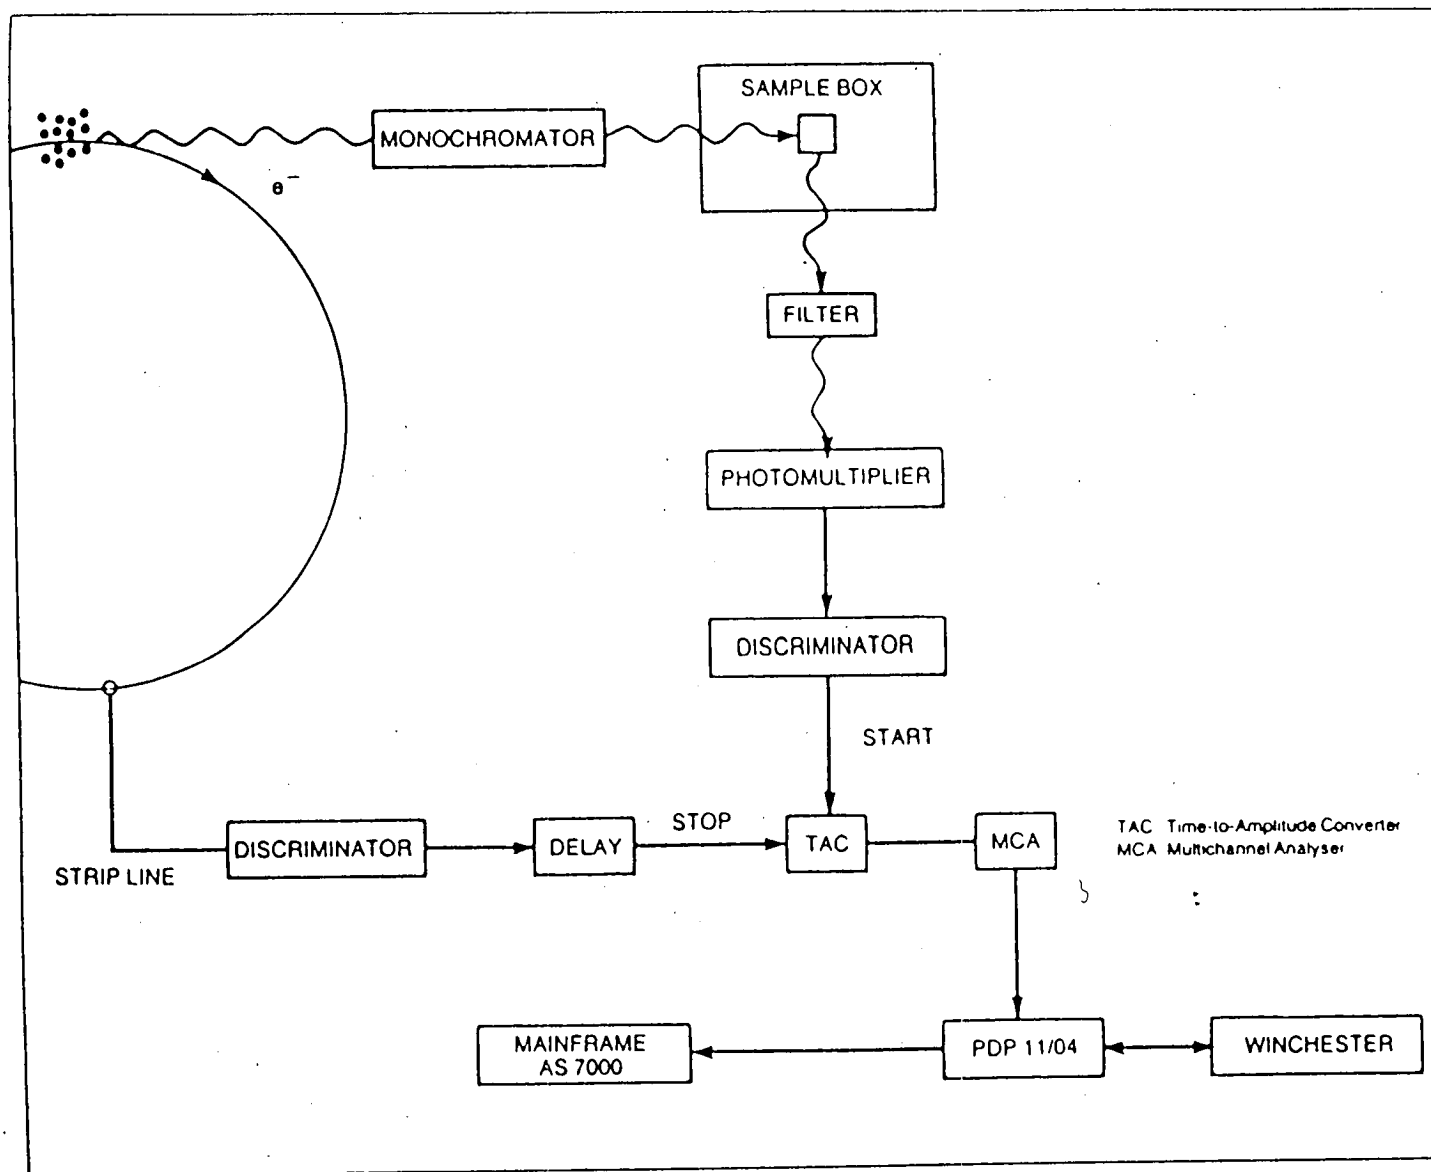 SAMPLE BOX
MONOCHROMATOR
e⁻
FILTER
PHOTOMULTIPLIER
DISCRIMINATOR
START
STRIP LINE
DISCRIMINATOR
DELAY
STOP
TAC
MCA
TAC Time-to-Amplitude Converter
MCA Multichannel Analyser
MAINFRAME
AS 7000
PDP 11/04
WINCHESTER